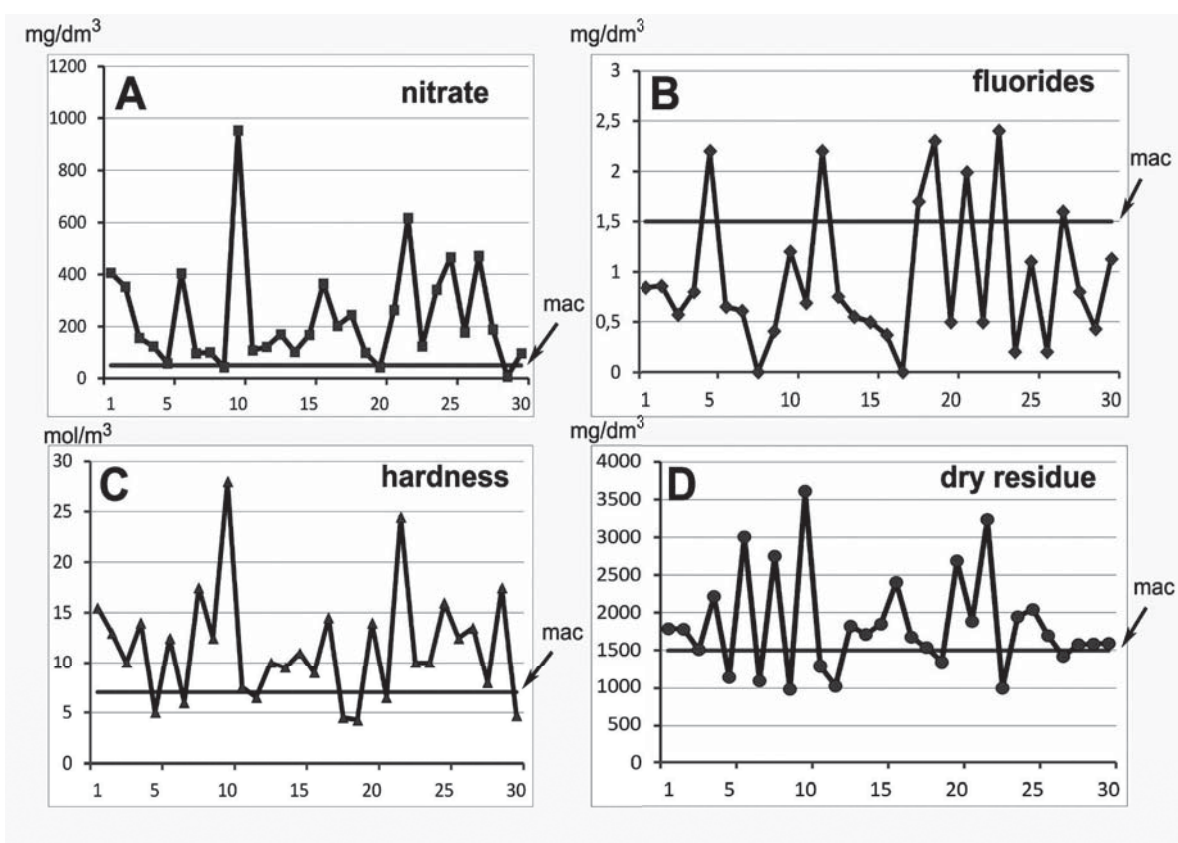 mg/dm³
A
nitrate
1200
1000
800
600
400
200
0
1 5 10 15 20 25 30
mac
mg/dm³
B
fluorides
3
2,5
2
1,5
1
0,5
0
1 5 10 15 20 25 30
mac
mol/m³
C
hardness
30
25
20
15
10
5
0
1 5 10 15 20 25 30
mac
mg/dm³
D
dry residue
4000
3500
3000
2500
2000
1500
1000
500
0
1 5 10 15 20 25 30
mac